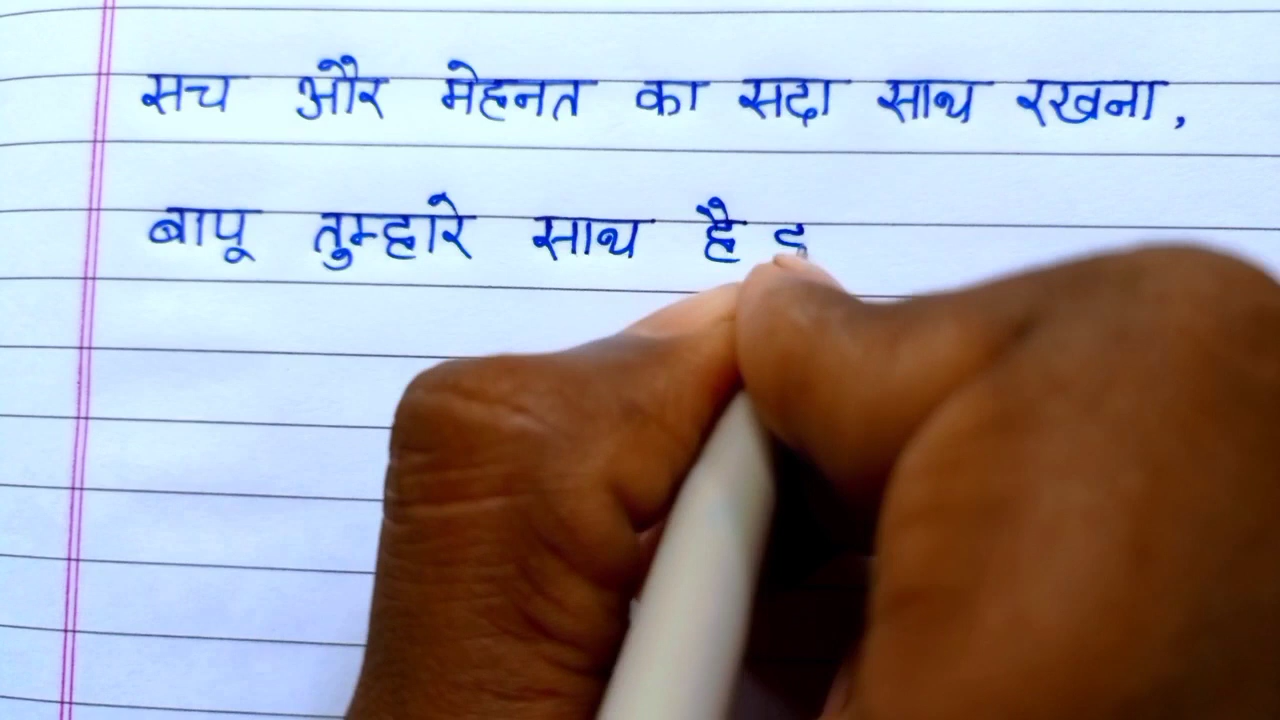 सच और मेहनत का सदा साथ रखना,
बापू तुम्हारे साथ है